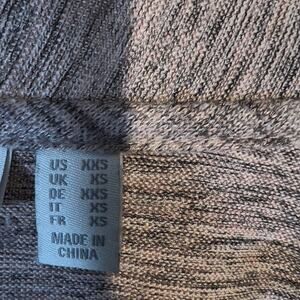 US XXS
UK XS
DE XXS
IT XS
FR XS
MADE IN
CHINA